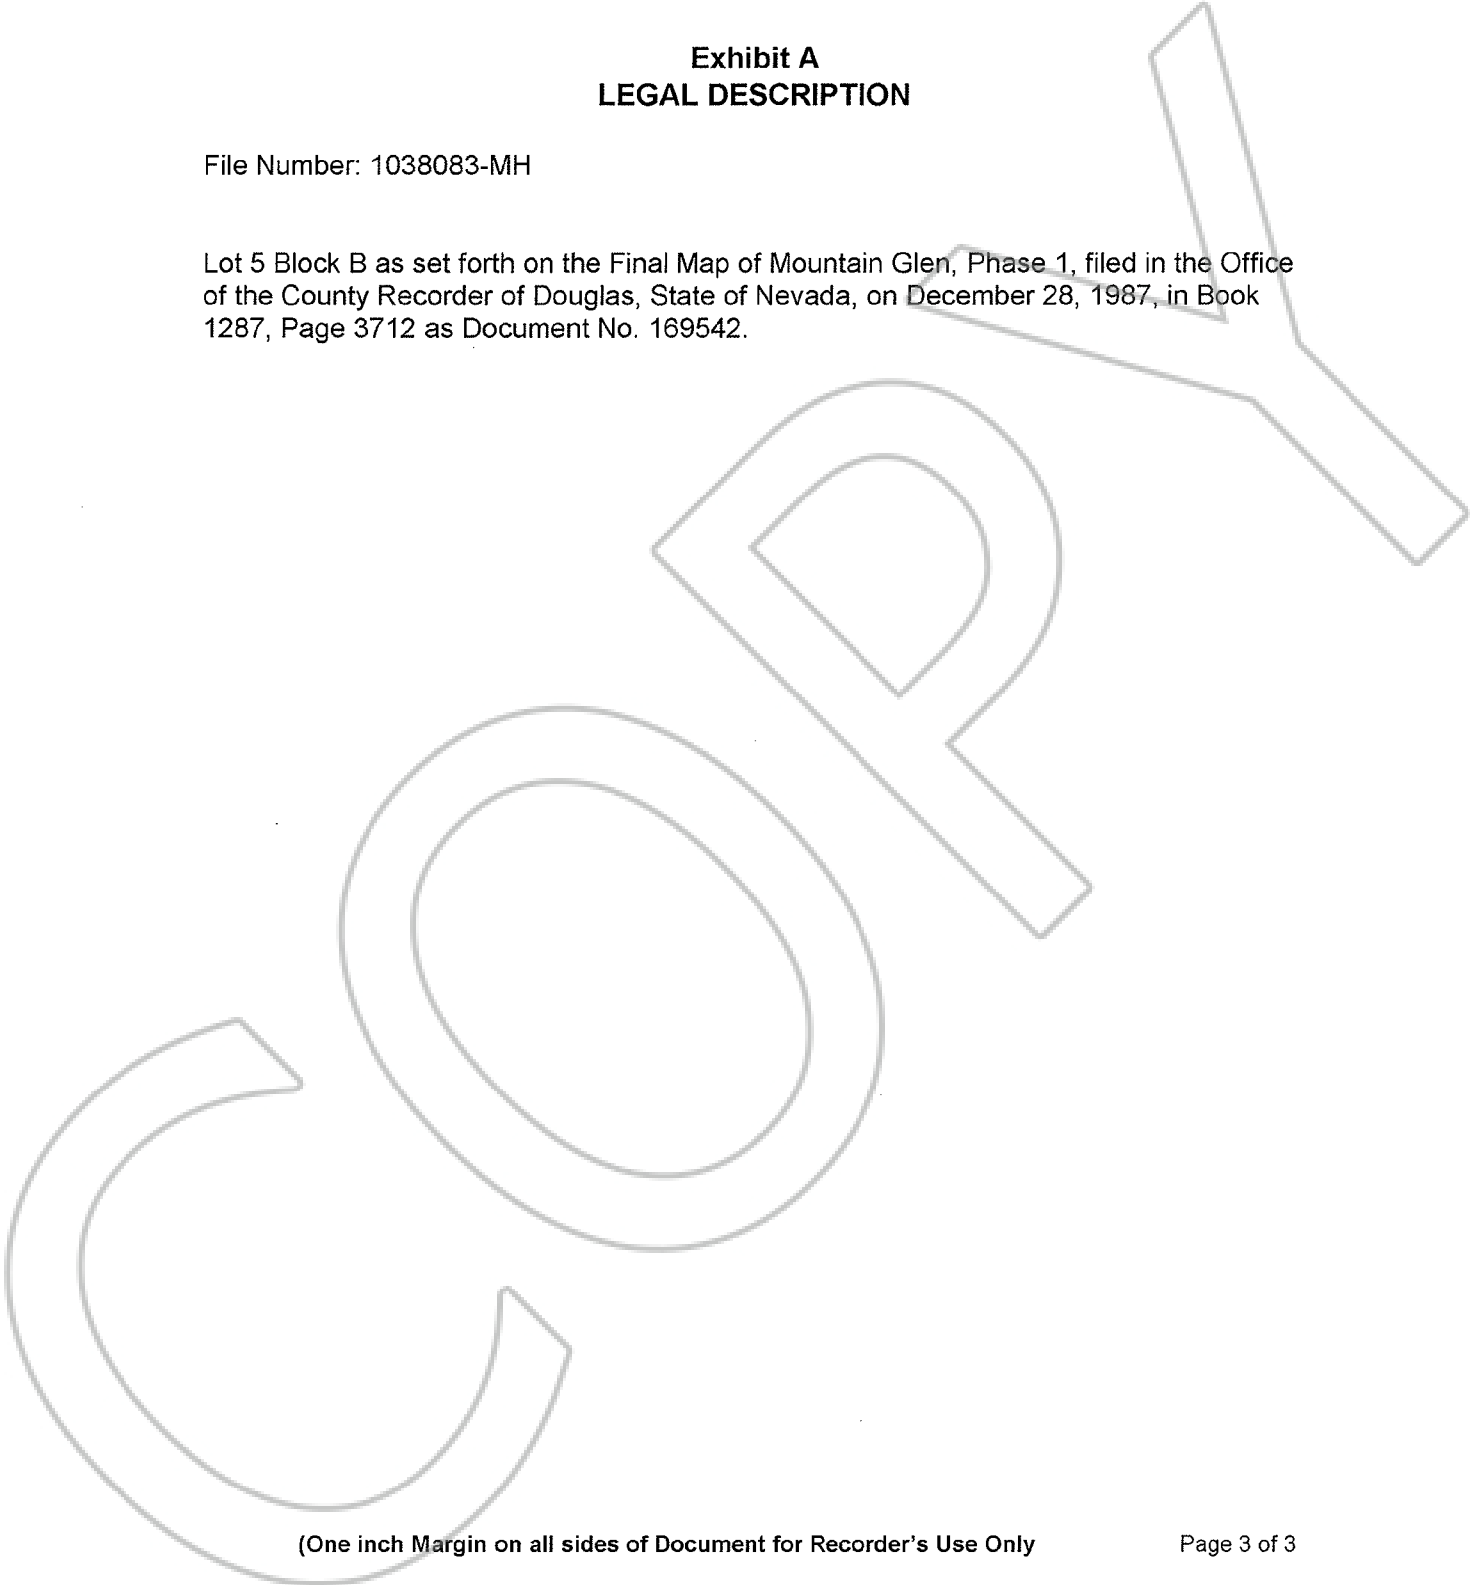 Exhibit A
LEGAL DESCRIPTION
File Number: 1038083-MH
Lot 5 Block B as set forth on the Final Map of Mountain Glen, Phase 1, filed in the Office
of the County Recorder of Douglas, State of Nevada, on December 28, 1987, in Book
1287, Page 3712 as Document No. 169542.
COPY
(One inch Margin on all sides of Document for Recorder's Use Only
Page 3 of 3